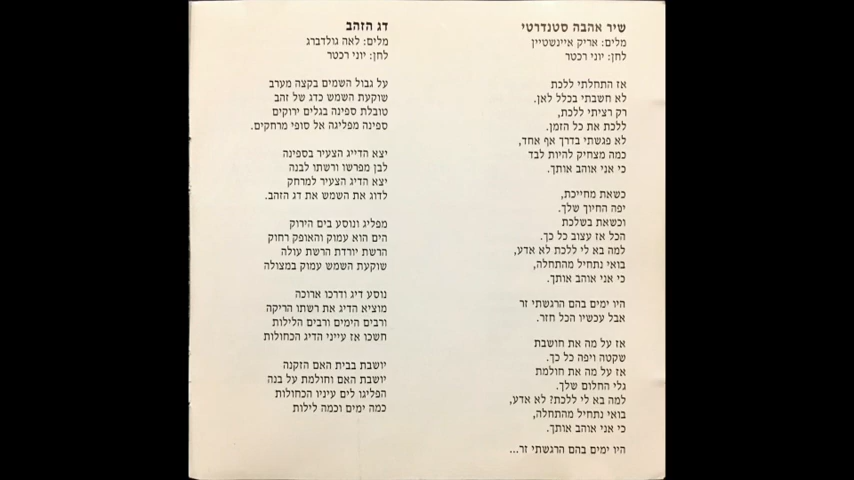 שיר אהבה סטנדרטי
מלים: אריק איינשטיין
לחן: יוני רכטר
אז התחלתי ללכת
לא חשבתי בכלל לאן.
רק רציתי ללכת,
ללכת את כל הזמן.
לא פגשתי בדרך אף אחד,
כמה מצחיק להיות לבד
כי אני אוהב אותך.
כשאת מחייכת,
יפה החיוך שלך.
וכשאת בשלכת
הכל אז עצוב כל כך.
למה בא לי ללכת לא אדע,
בואי נתחיל מהתחלה,
כי אני אוהב אותך.
היו ימים בהם הרגשתי זר
אבל עכשיו הכל חזר.
אז על מה את חושבת
שקטה ויפה כל כך.
אז על מה את חולמת
גלי החלום שלך.
למה בא לי ללכת? לא אדע,
בואי נתחיל מהתחלה,
כי אני אוהב אותך.
היו ימים בהם הרגשתי זר...
דג הזהב
מלים: לאה גולדברג
לחן: יוני רכטר
על גבול השמים בקצה מערב
שוקעת השמש כדג של זהב
טובלת ספינה בגלים ירוקים
ספינה מפליגה אל סופי מרחקים.
יצא הדייג הצעיר בספינה
לבן מפרשו ורשתו לבנה
יצא הדיג הצעיר למרחק
לדוג את השמש את דג הזהב.
מפליג ונוסע בים הירוק
הים הוא עמוק והאופק רחוק
הרשת יורדת הרשת עולה
שוקעת השמש עמוק במצולה
נוסע דיג ודרכו ארוכה
מוציא הדיג את רשתו הריקה
ורבים הימים ורבים הלילות
חשכו אז עייני הדיג הכחולות
יושבת בבית האם הזקנה
יושבת האם וחולמת על בנה
הפליגו לים עיניו הכחולות
כמה ימים וכמה לילות